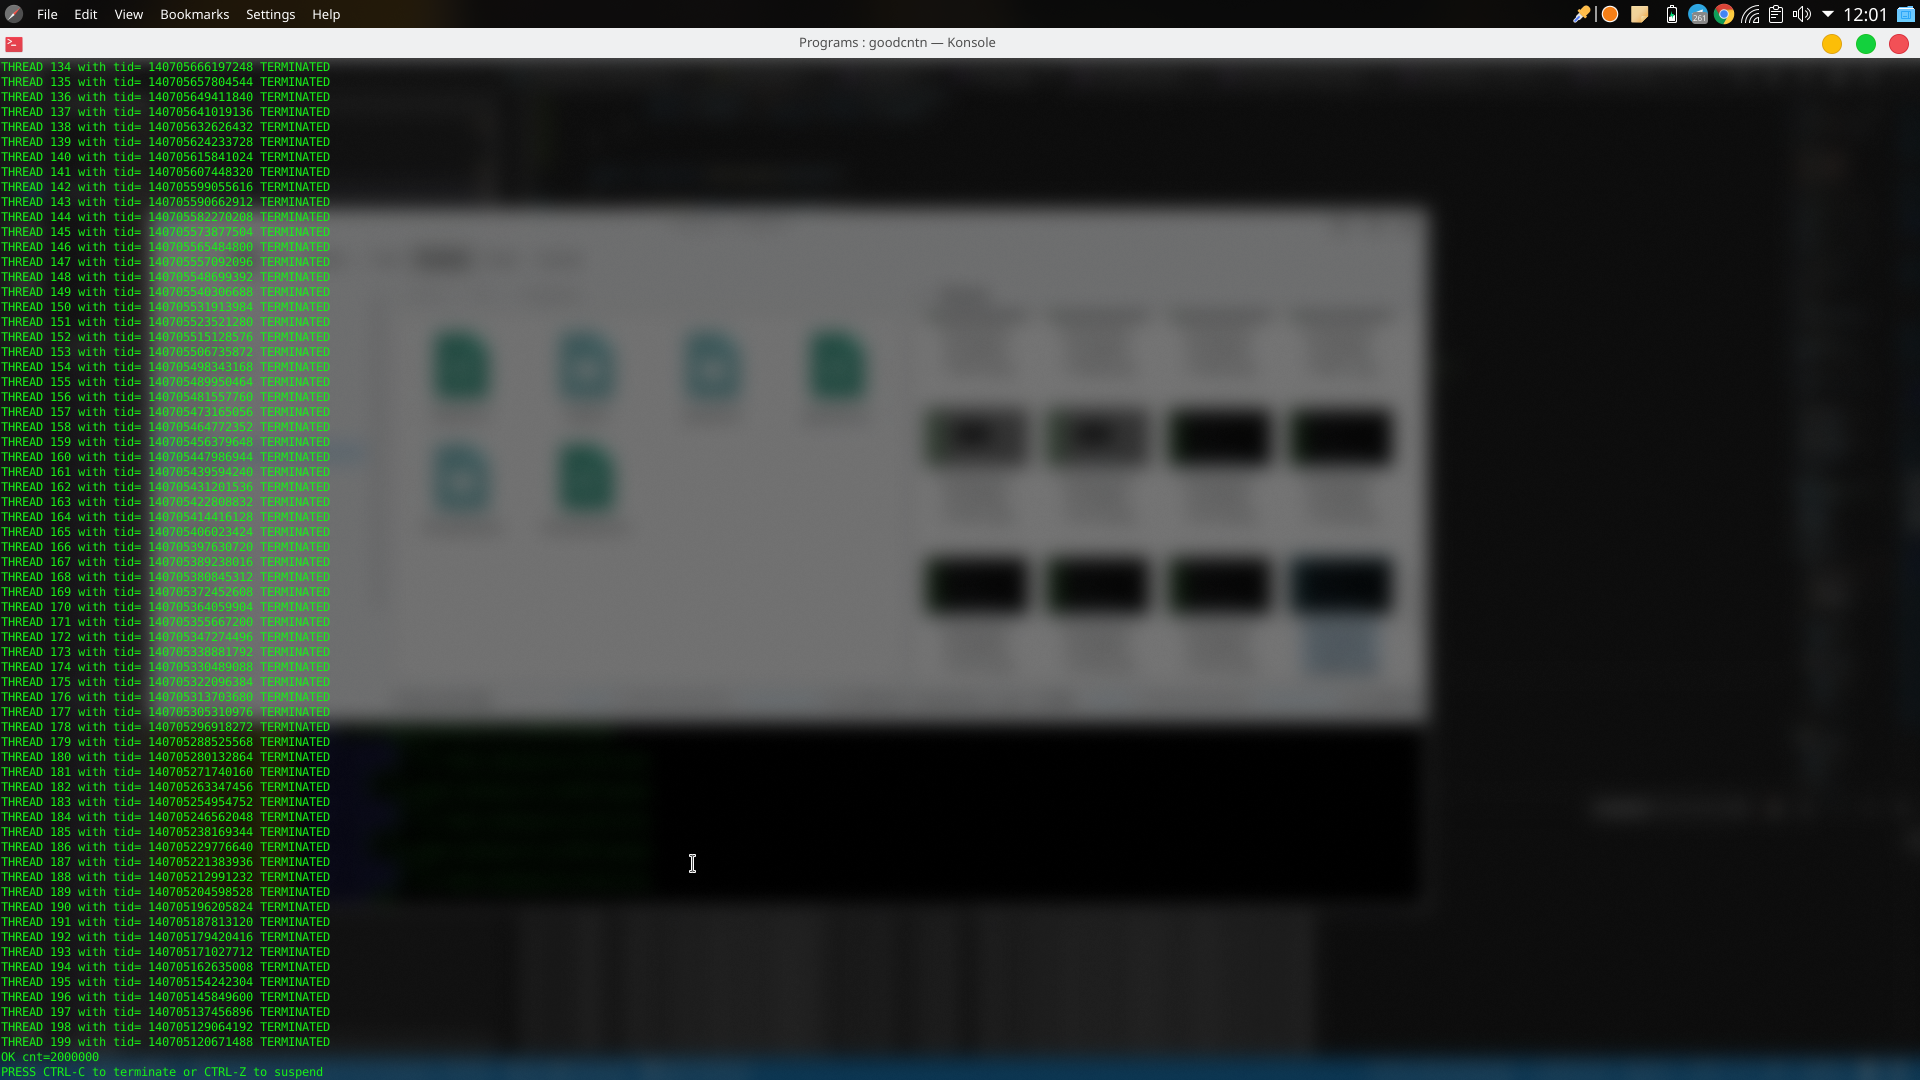 File Edit View Bookmarks Settings Help
261
12:01
Programs : goodcntn — Konsole
THREAD 134 with tid= 140705666197248 TERMINATED
THREAD 135 with tid= 140705657804544 TERMINATED
THREAD 136 with tid= 140705649411840 TERMINATED
THREAD 137 with tid= 140705641019136 TERMINATED
THREAD 138 with tid= 140705632626432 TERMINATED
THREAD 139 with tid= 140705624233728 TERMINATED
THREAD 140 with tid= 140705615841024 TERMINATED
THREAD 141 with tid= 140705607448320 TERMINATED
THREAD 142 with tid= 140705599055616 TERMINATED
THREAD 143 with tid= 140705590662912 TERMINATED
THREAD 144 with tid= 140705582270208 TERMINATED
THREAD 145 with tid= 140705573877504 TERMINATED
THREAD 146 with tid= 140705565484800 TERMINATED
THREAD 147 with tid= 140705557092096 TERMINATED
THREAD 148 with tid= 140705548699392 TERMINATED
THREAD 149 with tid= 140705540306688 TERMINATED
THREAD 150 with tid= 140705531913984 TERMINATED
THREAD 151 with tid= 140705523521280 TERMINATED
THREAD 152 with tid= 140705515128576 TERMINATED
THREAD 153 with tid= 140705506735872 TERMINATED
THREAD 154 with tid= 140705498343168 TERMINATED
THREAD 155 with tid= 140705489950464 TERMINATED
THREAD 156 with tid= 140705481557760 TERMINATED
THREAD 157 with tid= 140705473165056 TERMINATED
THREAD 158 with tid= 140705464772352 TERMINATED
THREAD 159 with tid= 140705456379648 TERMINATED
THREAD 160 with tid= 140705447986944 TERMINATED
THREAD 161 with tid= 140705439594240 TERMINATED
THREAD 162 with tid= 140705431201536 TERMINATED
THREAD 163 with tid= 140705422808832 TERMINATED
THREAD 164 with tid= 140705414416128 TERMINATED
THREAD 165 with tid= 140705406023424 TERMINATED
THREAD 166 with tid= 140705397630720 TERMINATED
THREAD 167 with tid= 140705389238016 TERMINATED
THREAD 168 with tid= 140705380845312 TERMINATED
THREAD 169 with tid= 140705372452608 TERMINATED
THREAD 170 with tid= 140705364059904 TERMINATED
THREAD 171 with tid= 140705355667200 TERMINATED
THREAD 172 with tid= 140705347274496 TERMINATED
THREAD 173 with tid= 140705338881792 TERMINATED
THREAD 174 with tid= 140705330489088 TERMINATED
THREAD 175 with tid= 140705322096384 TERMINATED
THREAD 176 with tid= 140705313703680 TERMINATED
THREAD 177 with tid= 140705305310976 TERMINATED
THREAD 178 with tid= 140705296918272 TERMINATED
THREAD 179 with tid= 140705288525568 TERMINATED
THREAD 180 with tid= 140705280132864 TERMINATED
THREAD 181 with tid= 140705271740160 TERMINATED
THREAD 182 with tid= 140705263347456 TERMINATED
THREAD 183 with tid= 140705254954752 TERMINATED
THREAD 184 with tid= 140705246562048 TERMINATED
THREAD 185 with tid= 140705238169344 TERMINATED
THREAD 186 with tid= 140705229776640 TERMINATED
THREAD 187 with tid= 140705221383936 TERMINATED
THREAD 188 with tid= 140705212991232 TERMINATED
THREAD 189 with tid= 140705204598528 TERMINATED
THREAD 190 with tid= 140705196205824 TERMINATED
THREAD 191 with tid= 140705187813120 TERMINATED
THREAD 192 with tid= 140705179420416 TERMINATED
THREAD 193 with tid= 140705171027712 TERMINATED
THREAD 194 with tid= 140705162635008 TERMINATED
THREAD 195 with tid= 140705154242304 TERMINATED
THREAD 196 with tid= 140705145849600 TERMINATED
THREAD 197 with tid= 140705137456896 TERMINATED
THREAD 198 with tid= 140705129064192 TERMINATED
THREAD 199 with tid= 140705120671488 TERMINATED
OK cnt=2000000
PRESS CTRL-C to terminate or CTRL-Z to suspend